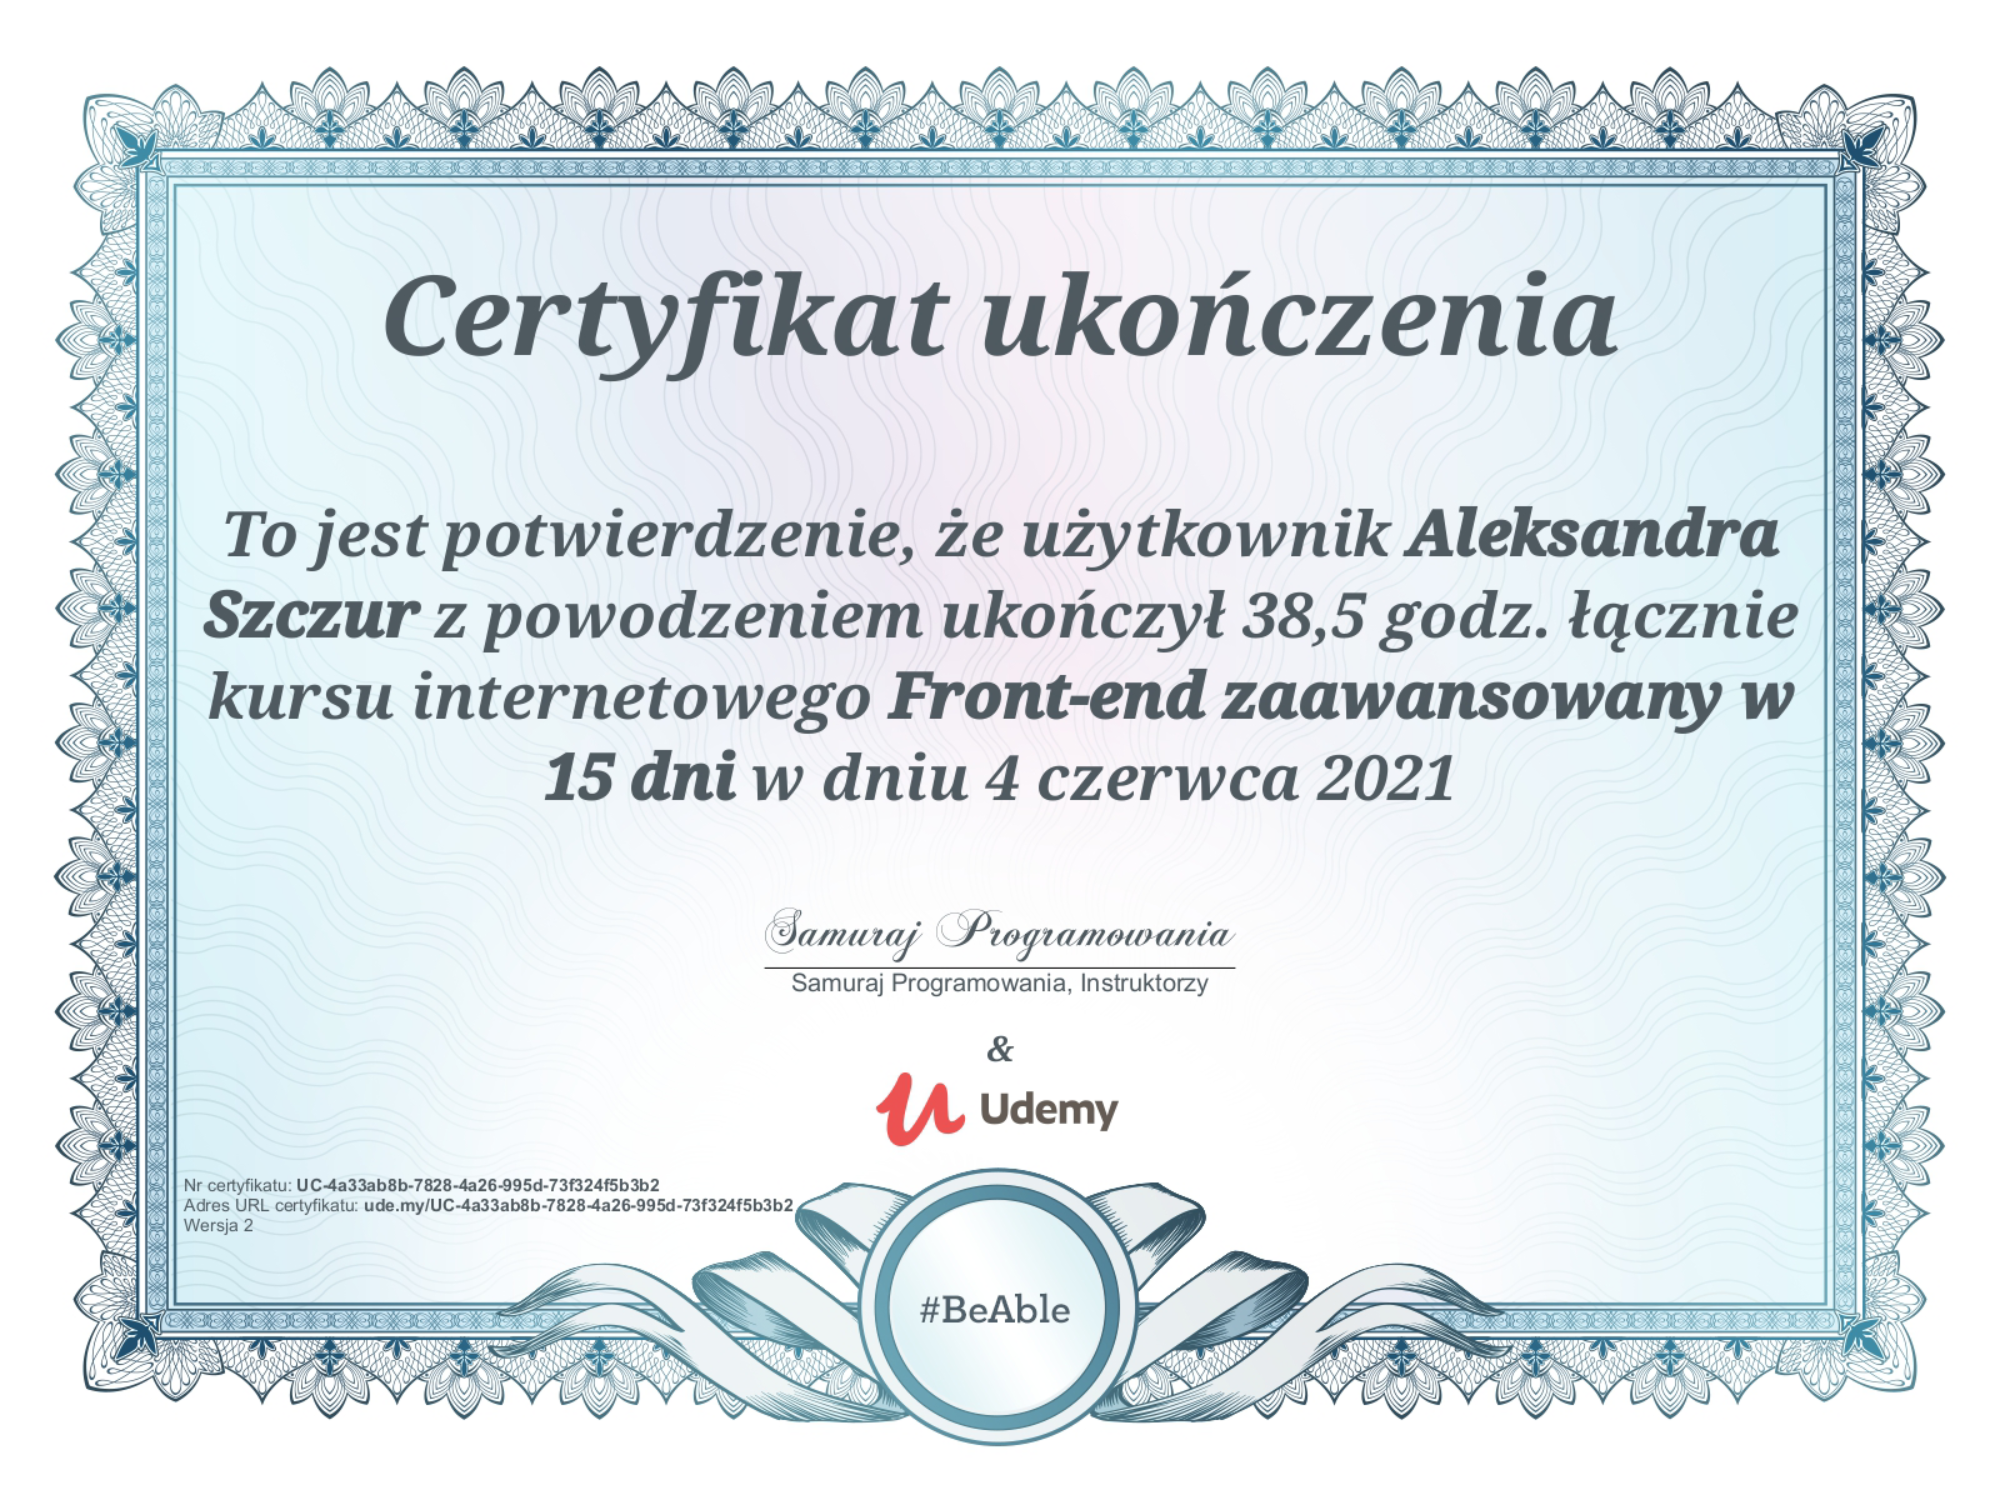 Certyfikat ukończenia
To jest potwierdzenie, że użytkownik Aleksandra
Szczur z powodzeniem ukończył 38,5 godz. łącznie
kursu internetowego Front-end zaawansowany w
15 dni w dniu 4 czerwca 2021
Samuraj Programowania
Samuraj Programowania, Instruktorzy
&
Udemy
Nr certyfikatu: UC-4a33ab8b-7828-4a26-995d-73f324f5b3b2
Adres URL certyfikatu: ude.my/UC-4a33ab8b-7828-4a26-995d-73f324f5b3b2
Wersja 2
#BeAble